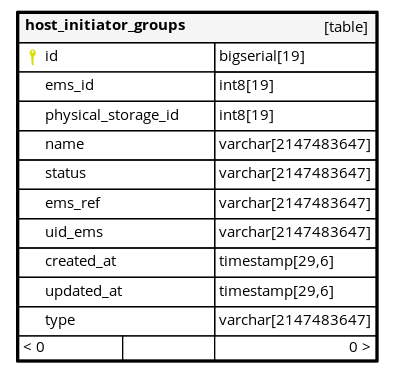 host_initiator_groups [table]
id bigserial[19]
ems_id int8[19]
physical_storage_id int8[19]
name varchar[2147483647]
status varchar[2147483647]
ems_ref varchar[2147483647]
uid_ems varchar[2147483647]
created_at timestamp[29,6]
updated_at timestamp[29,6]
type varchar[2147483647]
< 0 0 >